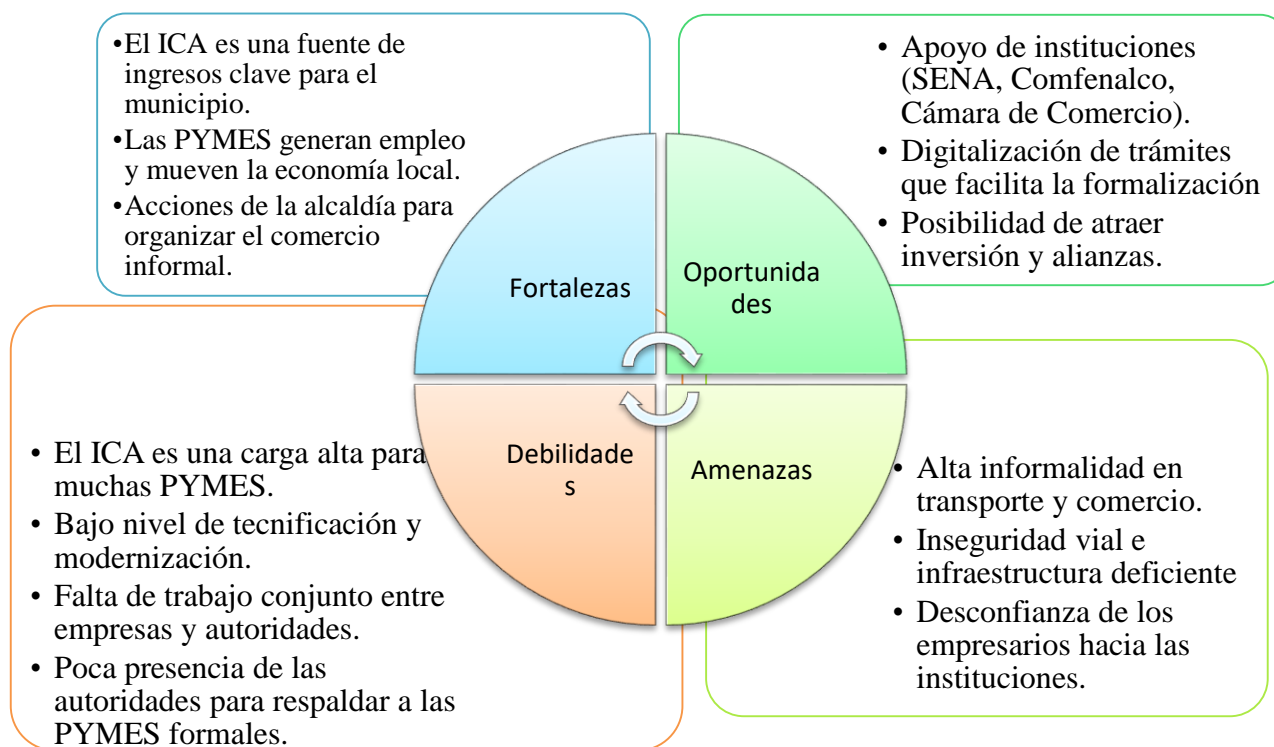 •El ICA es una fuente de
ingresos clave para el
municipio.
•Las PYMES generan empleo
y mueven la economía local.
•Acciones de la alcaldía para
organizar el comercio
informal.
• Apoyo de instituciones
(SENA, Comfenalco,
Cámara de Comercio).
• Digitalización de trámites
que facilita la formalización
• Posibilidad de atraer
inversión y alianzas.
Fortalezas
Oportunida
des
Debilidade
s
Amenazas
• El ICA es una carga alta para
muchas PYMES.
• Bajo nivel de tecnificación y
modernización.
• Falta de trabajo conjunto entre
empresas y autoridades.
• Poca presencia de las
autoridades para respaldar a las
PYMES formales.
• Alta informalidad en
transporte y comercio.
• Inseguridad vial e
infraestructura deficiente
• Desconfianza de los
empresarios hacia las
instituciones.